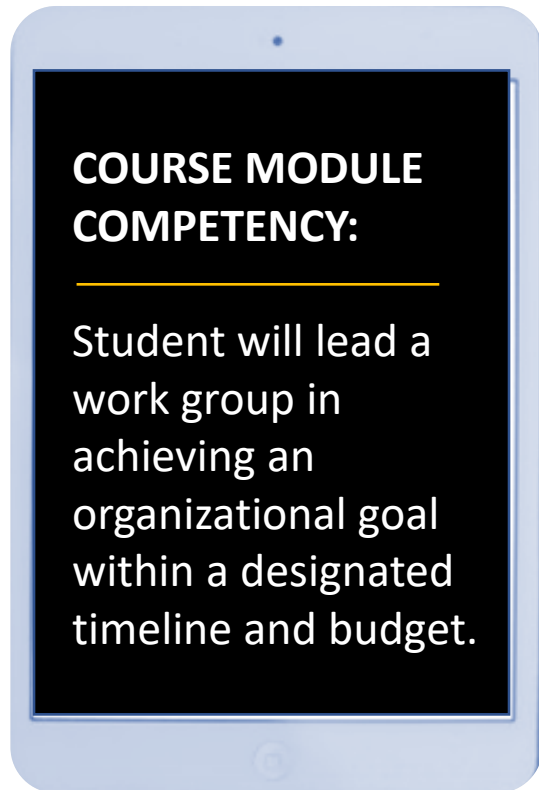 COURSE MODULE
COMPETENCY:
Student will lead a
work group in
achieving an
organizational goal
within a designated
timeline and budget.